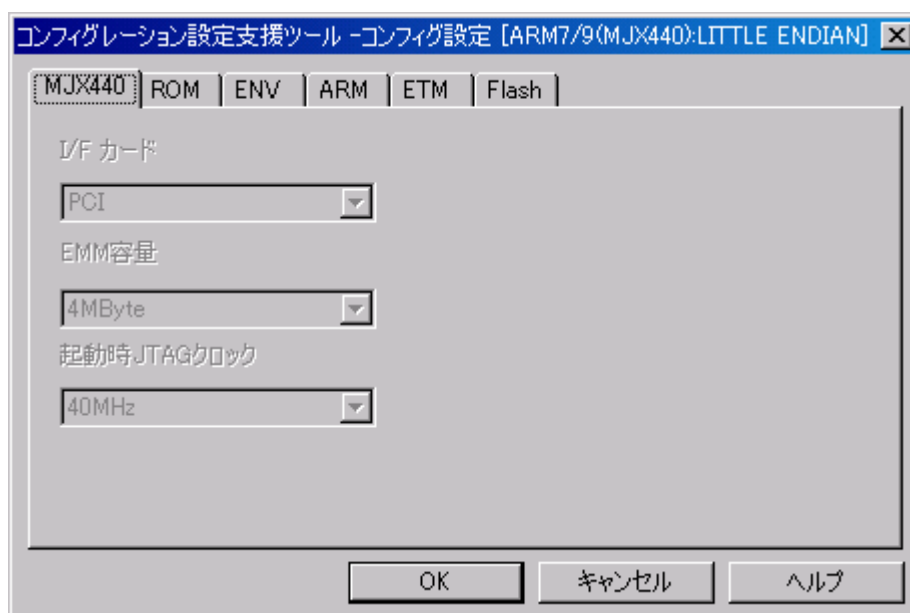 コンフィグレーション設定支援ツール -コンフィグ設定 [ARM7/9(MJX440):LITTLE ENDIAN]
MJX440 ROM ENV ARM ETM Flash
I/F カード
PCI
EMM容量
4MByte
起動時JTAGクロック
40MHz
OK キャンセル ヘルプ